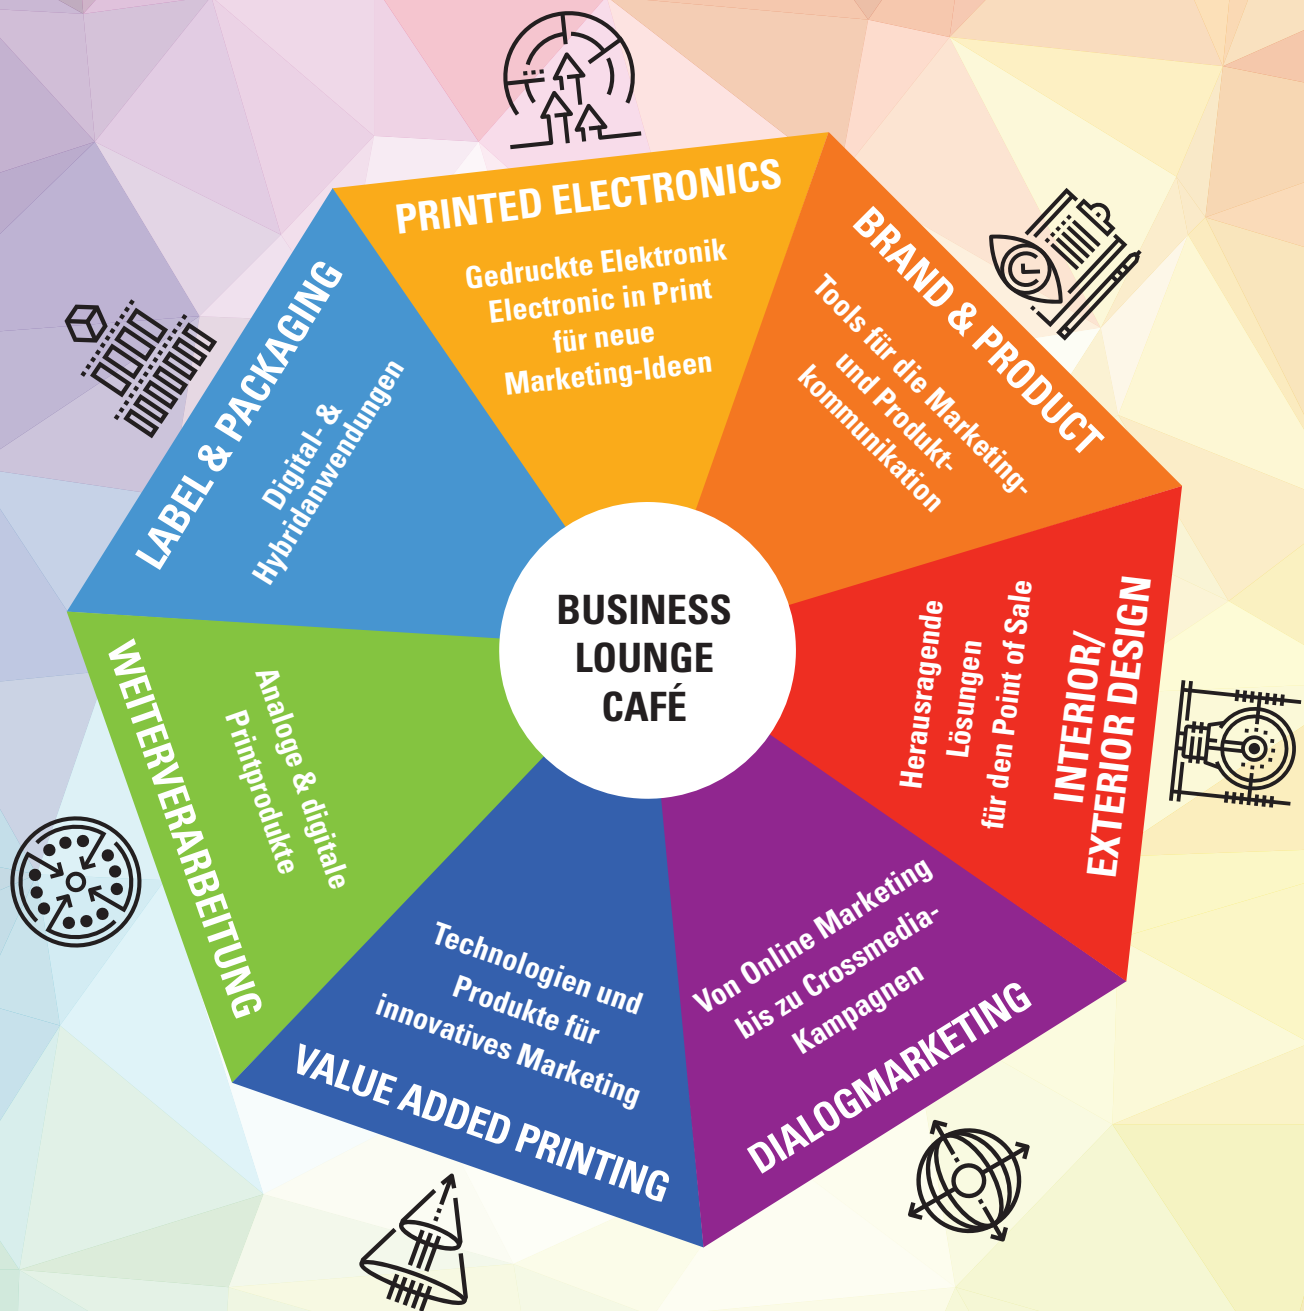 PRINTED ELECTRONICS
Gedruckte Elektronik
Electronic in Print
für neue
Marketing-Ideen
BRAND & PRODUCT
Tools für die Marketing-
und Produkt-
kommunikation
INTERIOR/
EXTERIOR DESIGN
Herausragende
Lösungen
für den Point of Sale
DIALOGMARKETING
Von Online Marketing
bis zu Crossmedia-
Kampagnen
VALUE ADDED PRINTING
Technologien und
Produkte für
innovatives Marketing
WEITERVERARBEITUNG
Analoge & digitale
Printprodukte
LABEL & PACKAGING
Digital- &
Hybridanwendungen
BUSINESS
LOUNGE
CAFÉ